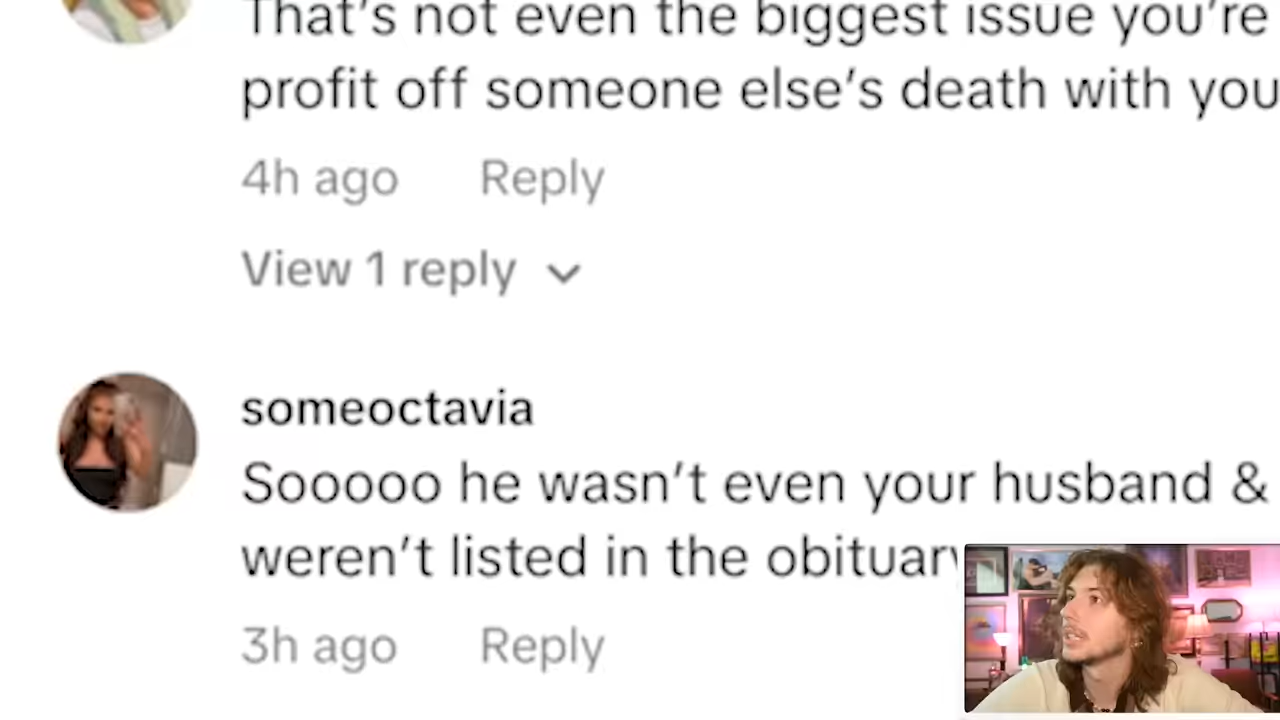 That's not even the biggest issue you're
profit off someone else's death with you
4h ago Reply
View 1 reply
someoctavia
Sooooo he wasn't even your husband &
weren't listed in the obituary
3h ago Reply